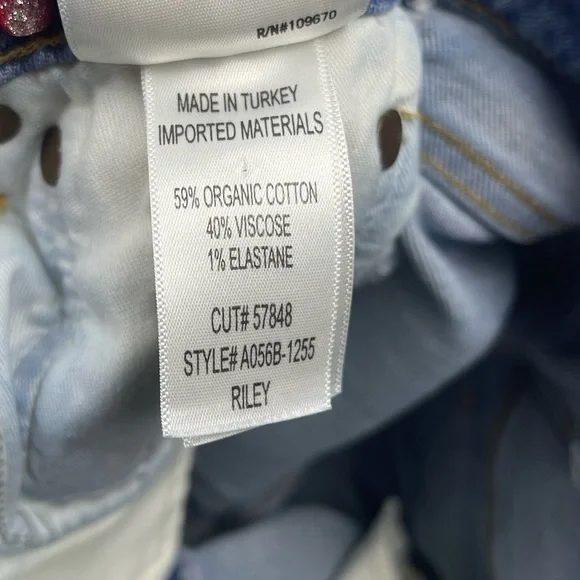 R/N#109670
MADE IN TURKEY
IMPORTED MATERIALS
59% ORGANIC COTTON
40% VISCOSE
1% ELASTANE
CUT# 57848
STYLE# A056B-1255
RILEY